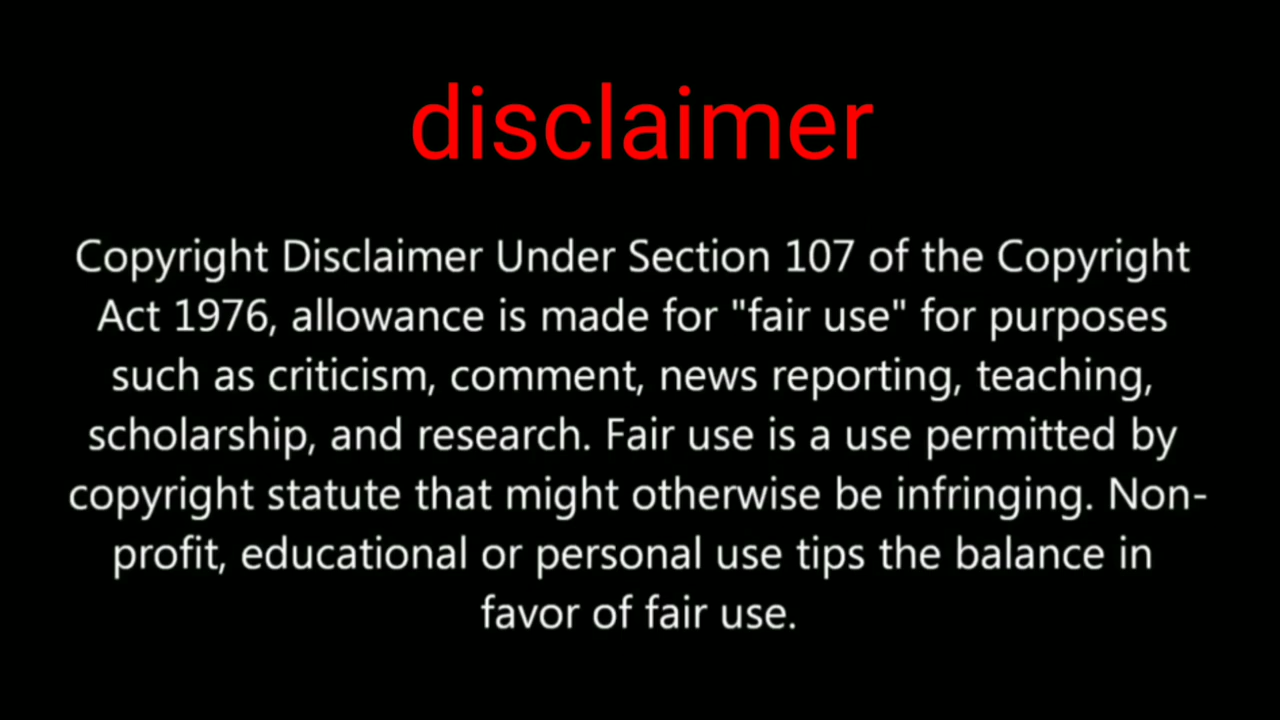 disclaimer
Copyright Disclaimer Under Section 107 of the Copyright
Act 1976, allowance is made for "fair use" for purposes
such as criticism, comment, news reporting, teaching,
scholarship, and research. Fair use is a use permitted by
copyright statute that might otherwise be infringing. Non-
profit, educational or personal use tips the balance in
favor of fair use.